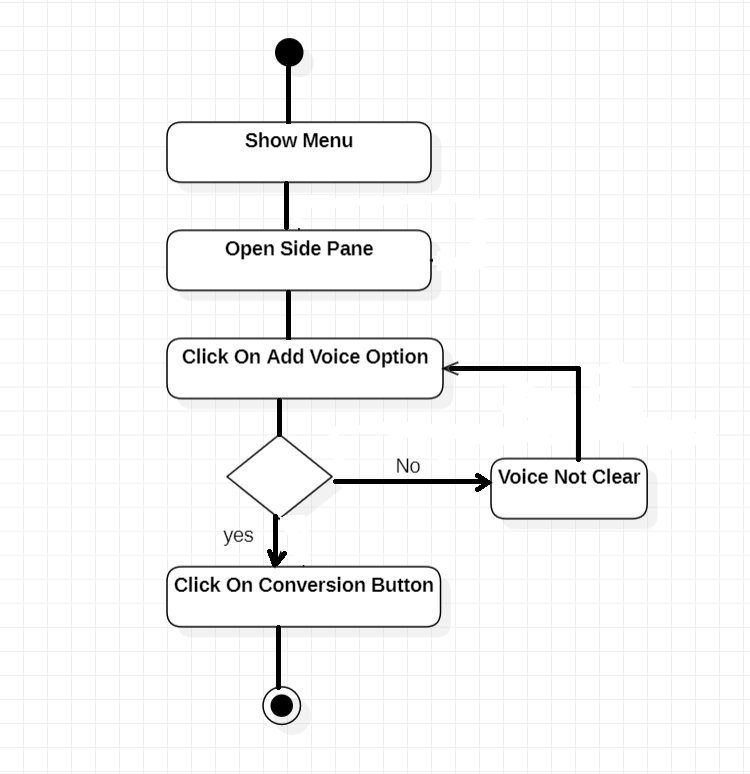 Show Menu
Open Side Pane
Click On Add Voice Option
No
Voice Not Clear
yes
Click On Conversion Button